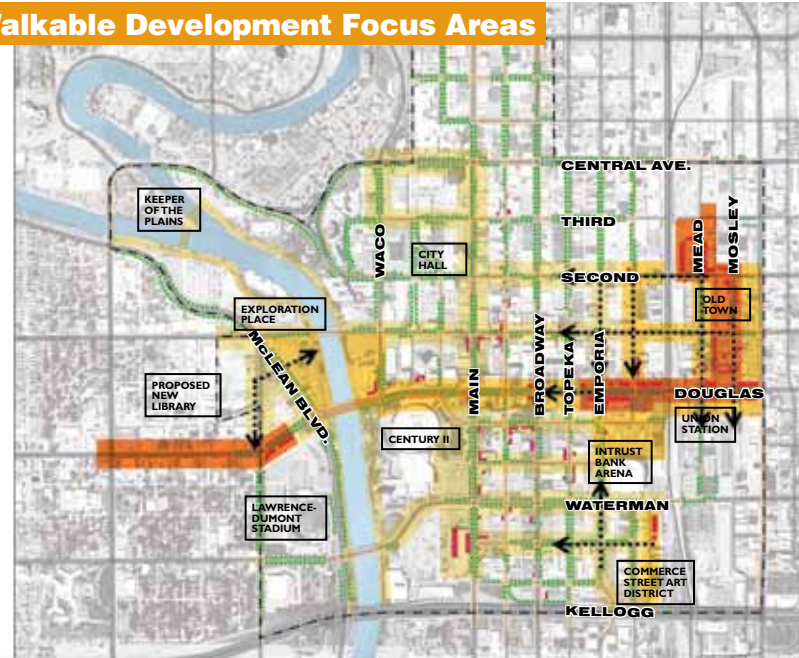 Walkable Development Focus Areas
CENTRAL AVE.
KEEPER
OF THE
PLAINS
THIRD
WACO
MEAD
MOSLEY
CITY
HALL
SECOND
OLD
TOWN
EXPLORATION
PLACE
McLEAN BLVD.
BROADWAY
TOPEKA
EMPORIA
MAIN
PROPOSED
NEW
LIBRARY
DOUGLAS
UNION
STATION
CENTURY II
INTRUST
BANK
ARENA
LAWRENCE-
DUMONT
STADIUM
WATERMAN
COMMERCE
STREET ART
DISTRICT
KELLOGG